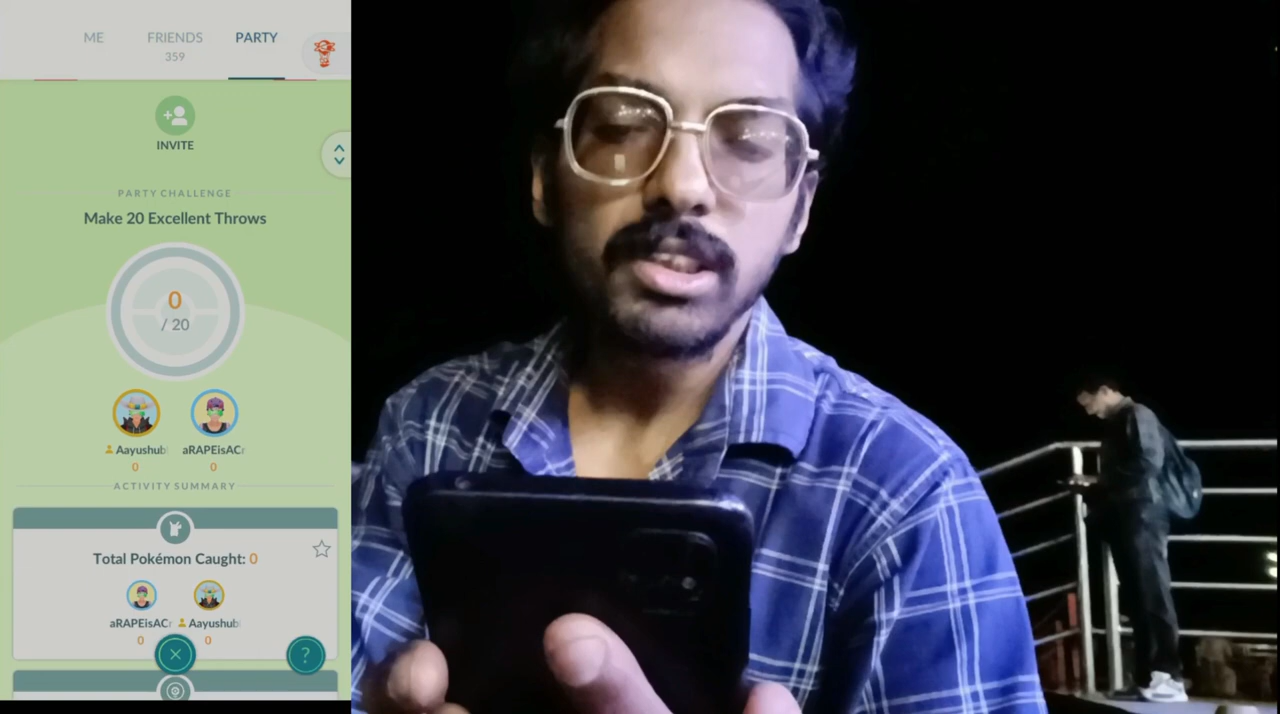 ME FRIENDS PARTY
359
INVITE
PARTY CHALLENGE
Make 20 Excellent Throws
0
/ 20
Aayushub aRAPEisACr
0 0
ACTIVITY SUMMARY
Total Pokémon Caught: 0
aRAPEisACr Aayushub
0 0
?